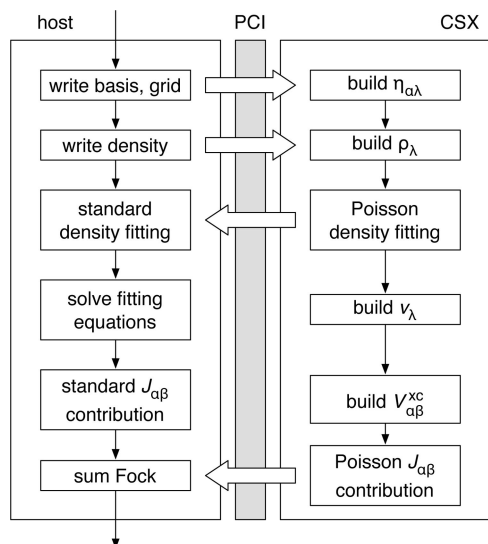 host
PCI
CSX
write basis, grid
build ηαλ
write density
build ρλ
standard
density fitting
Poisson
density fitting
solve fitting
equations
build vλ
standard Jαβ
contribution
build Vαβxc
sum Fock
Poisson Jαβ
contribution